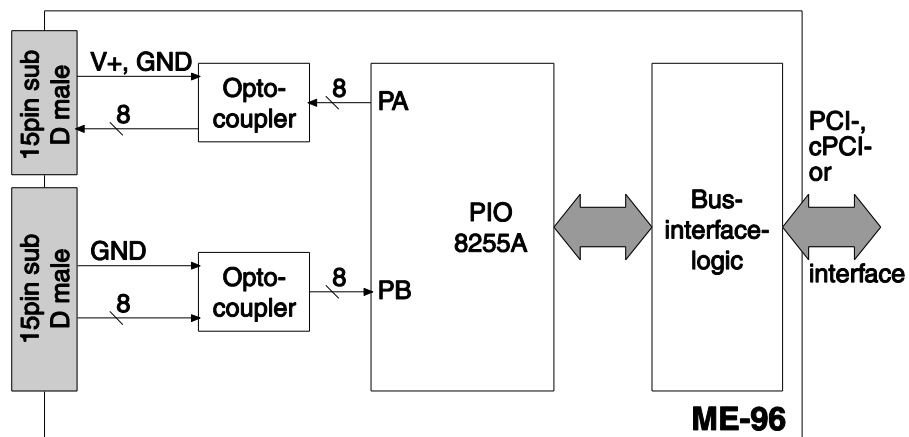 15pin sub
D male
V+, GND
8
Opto-
coupler
8
PA
15pin sub
D male
GND
8
Opto-
coupler
8
PB
PIO
8255A
Bus-
interface-
logic
PCI-,
cPCI-
or
interface
ME-96